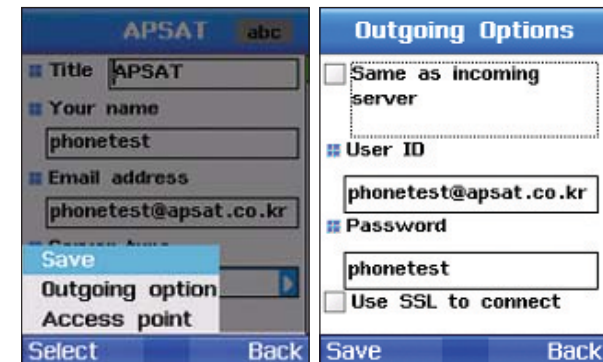 APSAT abc
Title APSAT
Your name
phonetest
Email address
phonetest@apsat.co.kr
Save
Outgoing option
Access point
Select Back
Outgoing Options
Same as incoming
server
User ID
phonetest@apsat.co.kr
Password
phonetest
Use SSL to connect
Save Back